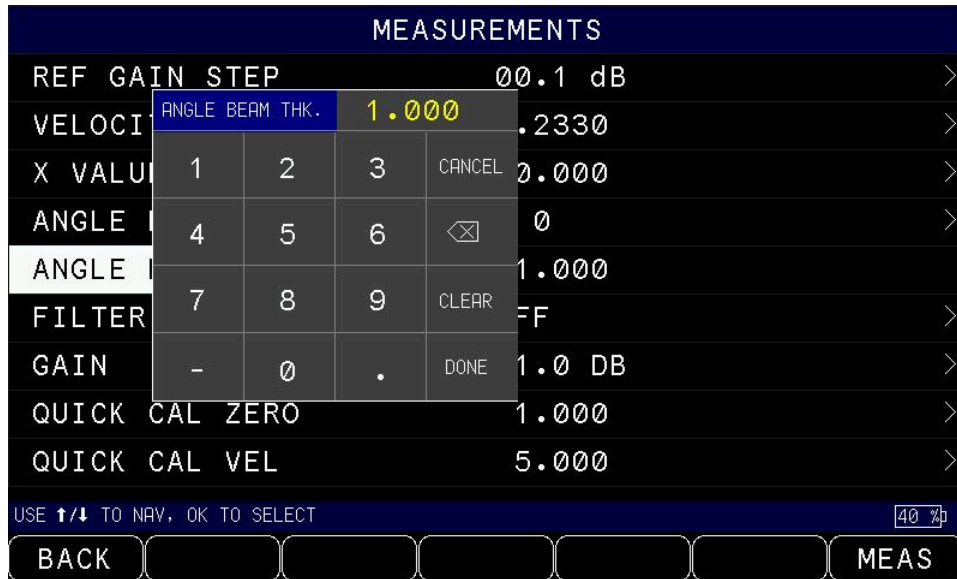 MEASUREMENTS
REF GAIN STEP 00.1 dB
ANGLE BEAM THK. 1.000
VELOCI .2330
1 2 3 CANCEL
X VALU 0.000
ANGLE 0
4 5 6
ANGLE 1.000
7 8 9 CLEAR
FILTER FF
GAIN 1.0 DB
- 0 . DONE
QUICK CAL ZERO 1.000
QUICK CAL VEL 5.000
USE ↑/↓ TO NAV, OK TO SELECT 40 %
BACK MEAS